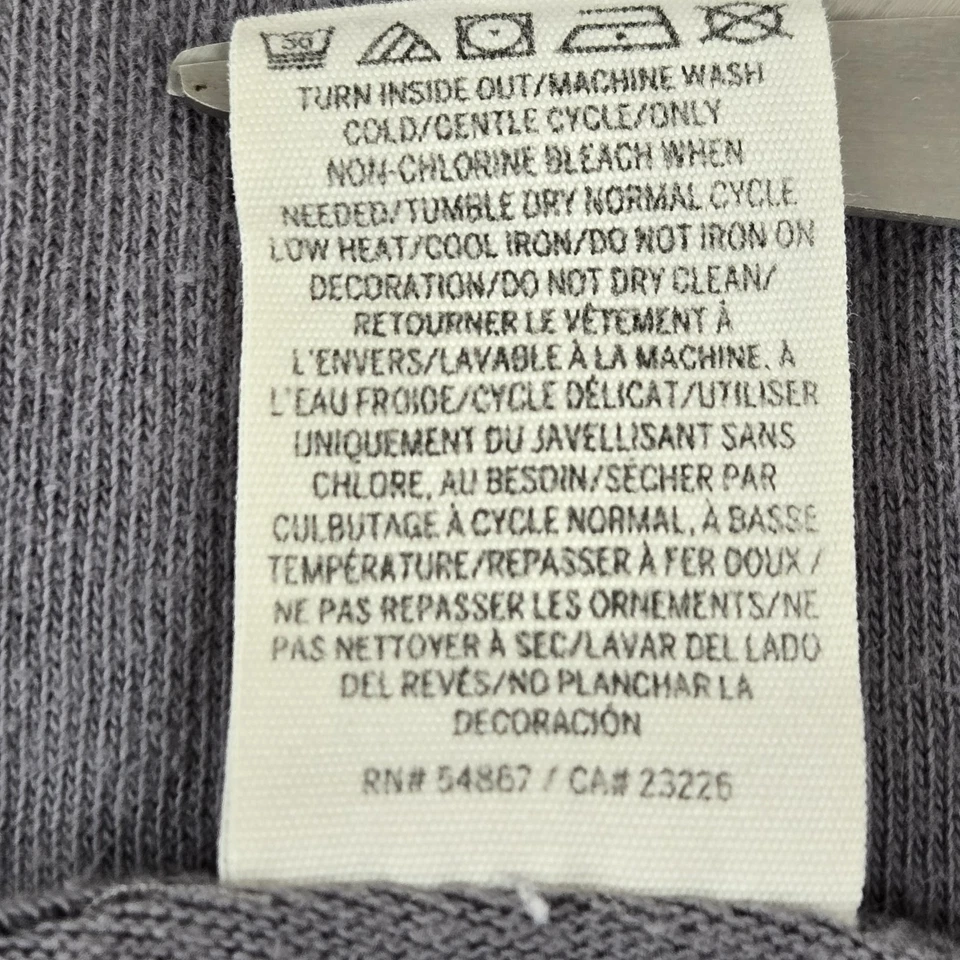 30
TURN INSIDE OUT/MACHINE WASH
COLD/GENTLE CYCLE/ONLY
NON-CHLORINE BLEACH WHEN
NEEDED/TUMBLE DRY NORMAL CYCLE
LOW HEAT/COOL IRON/DO NOT IRON ON
DECORATION/DO NOT DRY CLEAN/
RETOURNER LE VÊTEMENT À
L'ENVERS/LAVABLE À LA MACHINE, À
L'EAU FROIDE/CYCLE DÉLICAT/UTILISER
UNIQUEMENT DU JAVELLISANT SANS
CHLORE, AU BESOIN/SÉCHER PAR
CULBUTAGE À CYCLE NORMAL, À BASSE
TEMPÉRATURE/REPASSER À FER DOUX /
NE PAS REPASSER LES ORNEMENTS/NE
PAS NETTOYER À SEC/LAVAR DEL LADO
DEL REVÉS/NO PLANCHAR LA
DECORACIÓN
RN# 54867 / CA# 23226